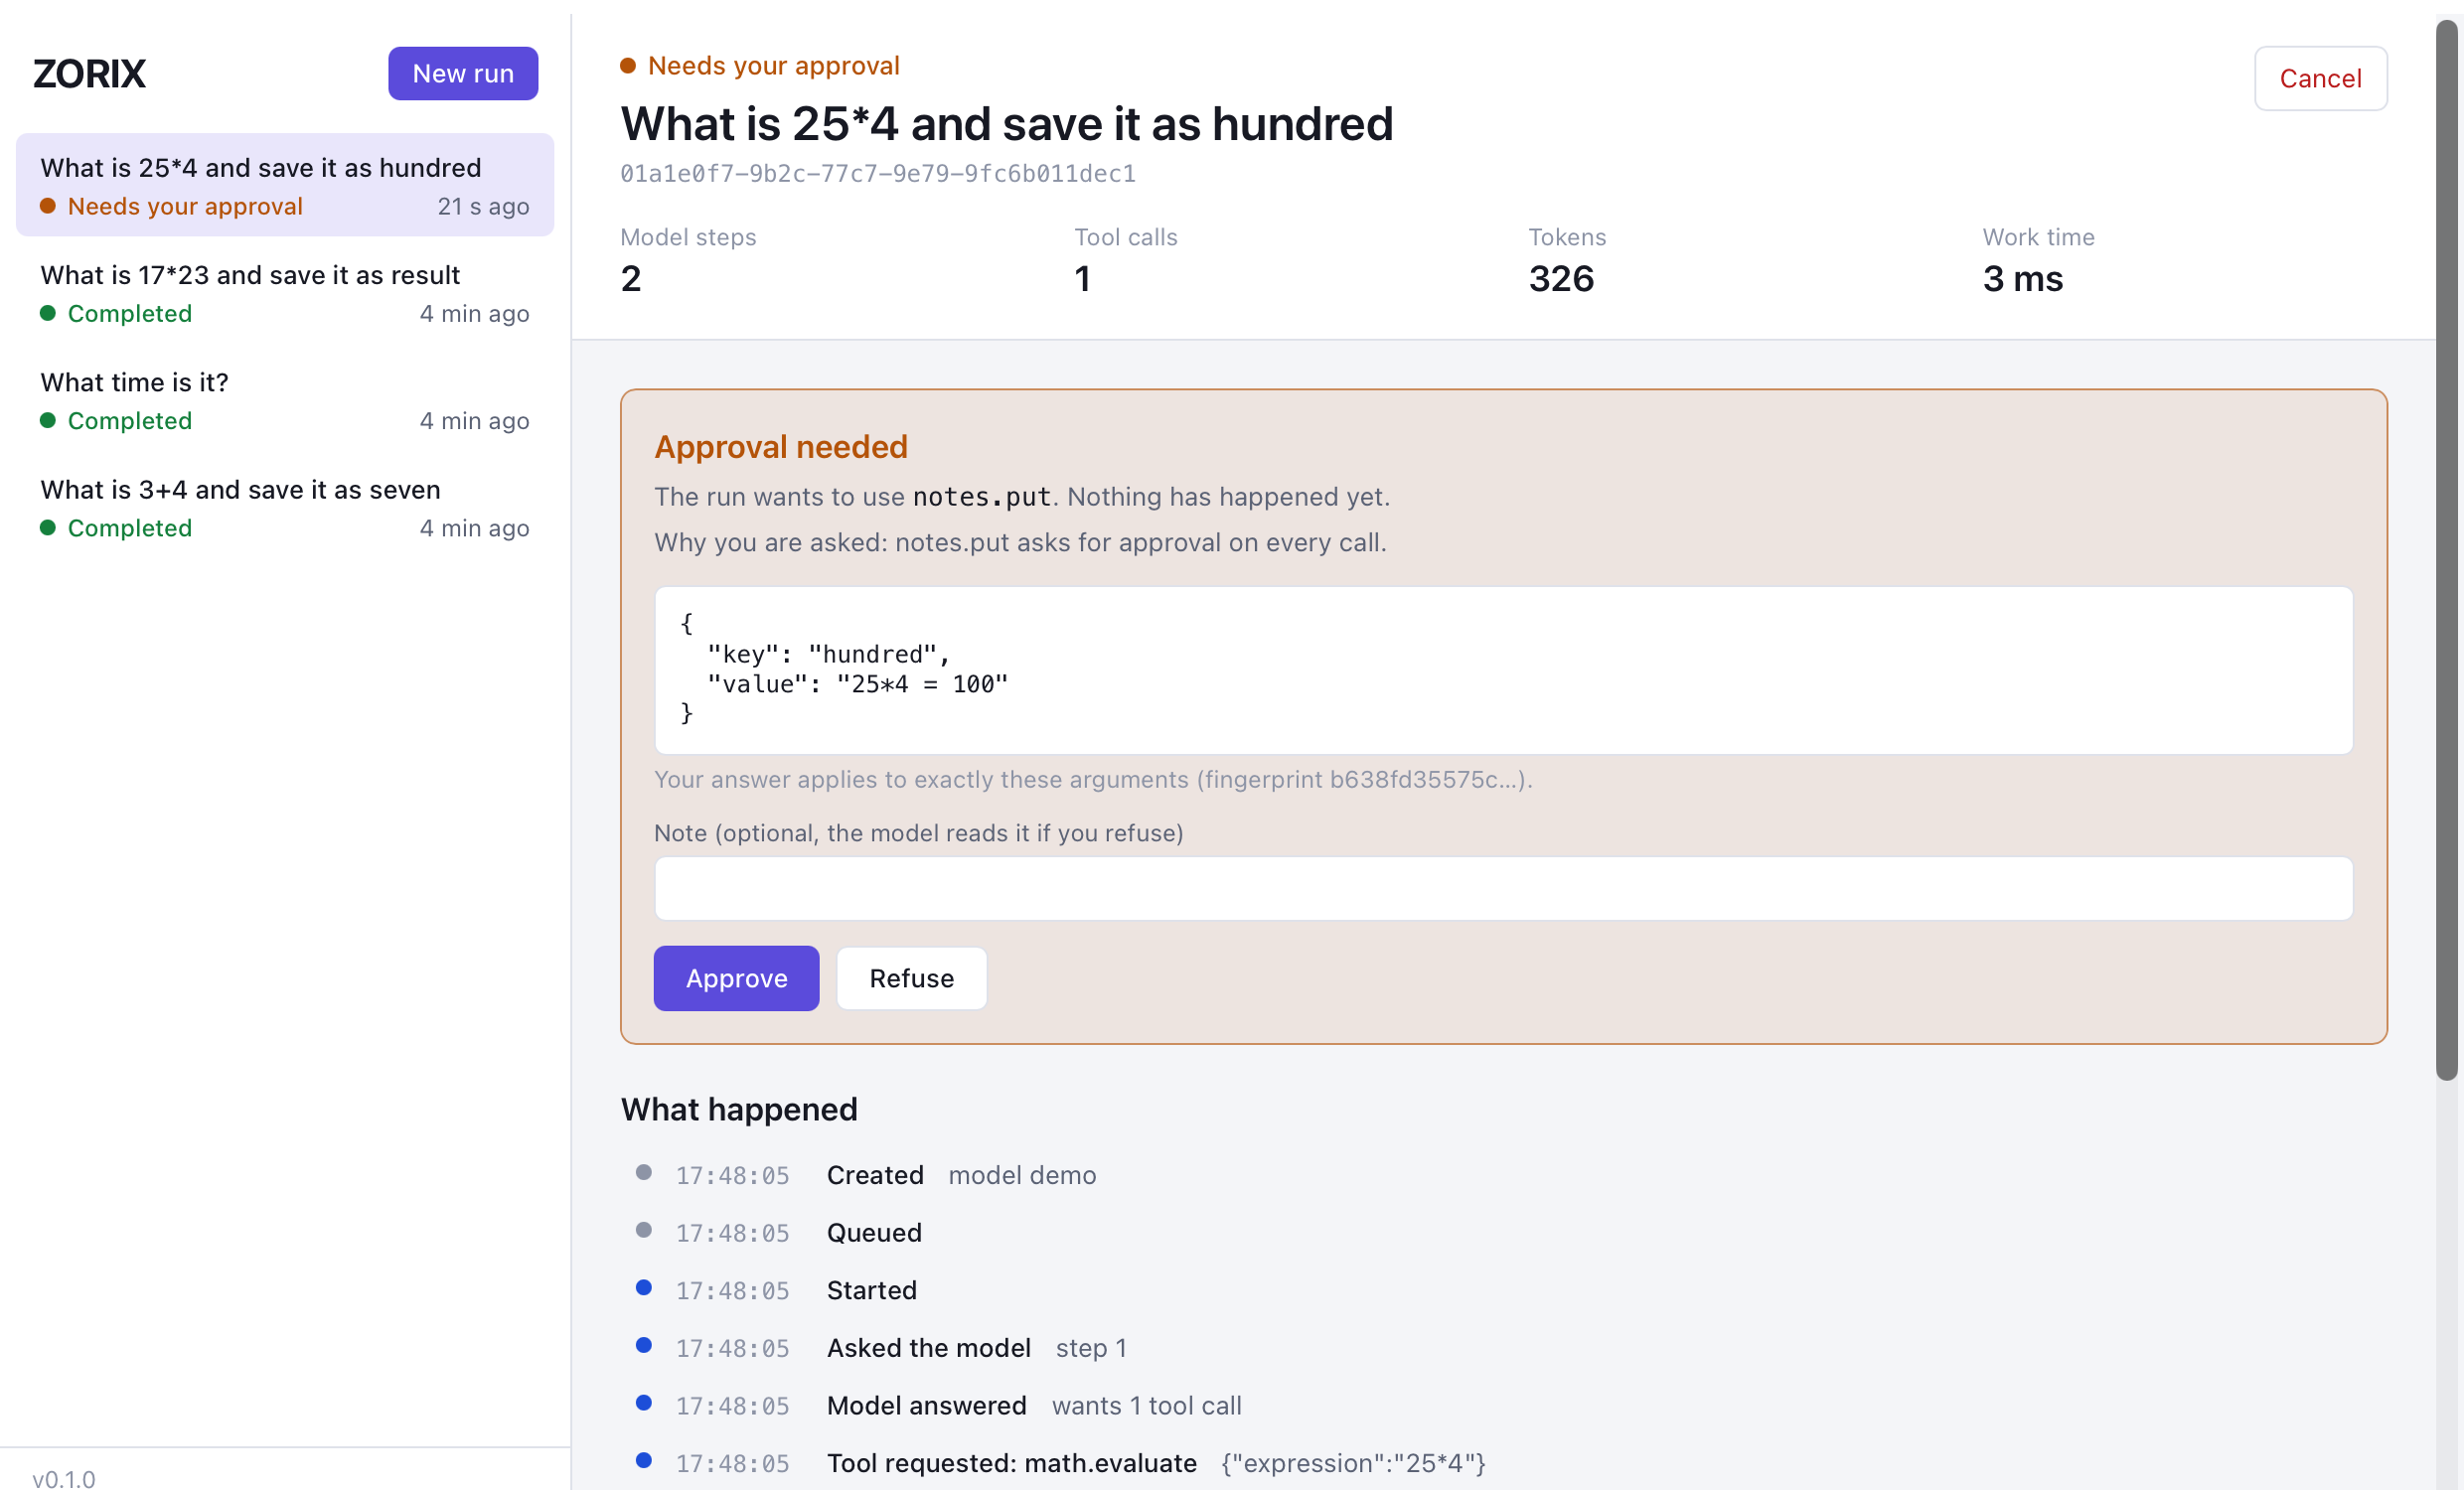 ZORIX
New run
What is 25*4 and save it as hundred
Needs your approval 21 s ago
What is 17*23 and save it as result
Completed 4 min ago
What time is it?
Completed 4 min ago
What is 3+4 and save it as seven
Completed 4 min ago
v0.1.0
Needs your approval
Cancel
What is 25*4 and save it as hundred
01a1e0f7-9b2c-77c7-9e79-9fc6b011dec1
Model steps Tool calls Tokens Work time
2 1 326 3 ms
Approval needed
The run wants to use notes.put. Nothing has happened yet.
Why you are asked: notes.put asks for approval on every call.
{
"key": "hundred",
"value": "25*4 = 100"
}
Your answer applies to exactly these arguments (fingerprint b638fd35575c…).
Note (optional, the model reads it if you refuse)
Approve Refuse
What happened
17:48:05 Created model demo
17:48:05 Queued
17:48:05 Started
17:48:05 Asked the model step 1
17:48:05 Model answered wants 1 tool call
17:48:05 Tool requested: math.evaluate {"expression":"25*4"}